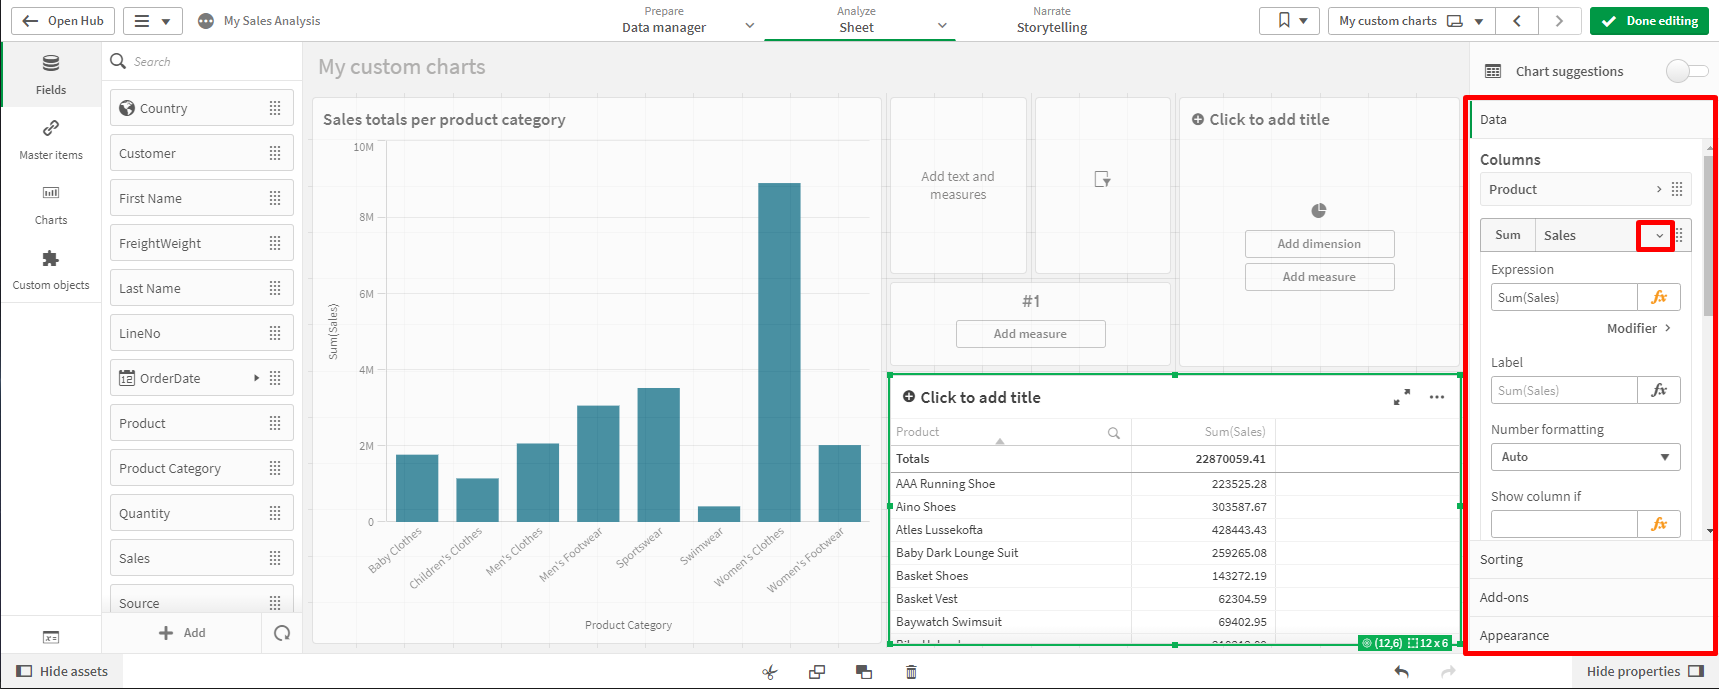 Open Hub
My Sales Analysis
Prepare
Data manager
Analyze
Sheet
Narrate
Storytelling
My custom charts
Done editing
Fields
Master items
Charts
Custom objects
Search
Country
Customer
First Name
FreightWeight
Last Name
LineNo
12 OrderDate
Product
Product Category
Quantity
Sales
Source
Add
My custom charts
Sales totals per product category
10M
8M
6M
4M
2M
0
Sum(Sales)
Baby Clothes
Children's Clothes
Men's Clothes
Men's Footwear
Sportswear
Swimwear
Women's Clothes
Women's Footwear
Product Category
Add text and
measures
#1
Add measure
Click to add title
Add dimension
Add measure
Click to add title
Product Sum(Sales)
Totals 22870059.41
AAA Running Shoe 223525.28
Aino Shoes 303587.67
Atles Lussekofta 428443.43
Baby Dark Lounge Suit 259265.08
Basket Shoes 143272.19
Basket Vest 62304.59
Baywatch Swimsuit 69402.95
(12,6) 12 x 6
Chart suggestions
Data
Columns
Product
Sum Sales
Expression
Sum(Sales) fx
Modifier
Label
Sum(Sales) fx
Number formatting
Auto
Show column if
fx
Sorting
Add-ons
Appearance
Hide assets
Hide properties